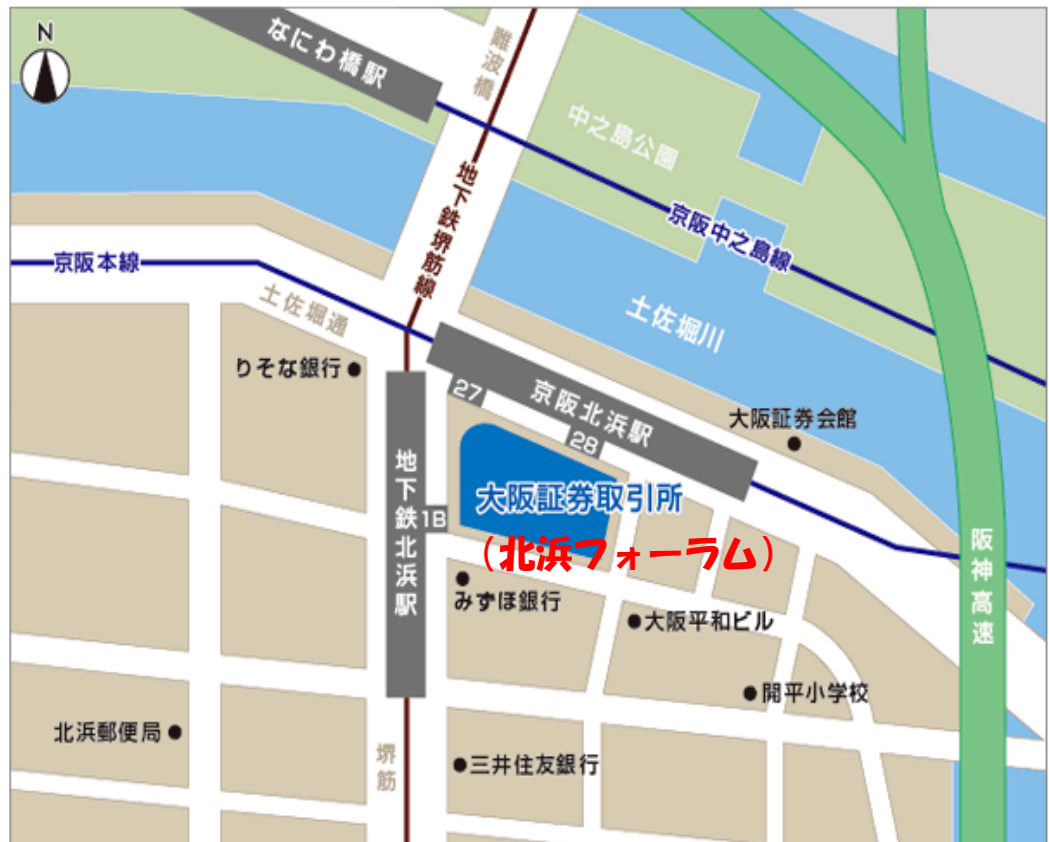 N
なにわ橋駅
難波橋
中之島公園
地下鉄堺筋線
京阪中之島線
京阪本線
土佐堀通
土佐堀川
りそな銀行
27
京阪北浜駅
28
大阪証券会館
地下鉄北浜駅
1B
大阪証券取引所
(北浜フォーラム)
阪神高速
みずほ銀行
大阪平和ビル
開平小学校
北浜郵便局
堺筋
三井住友銀行